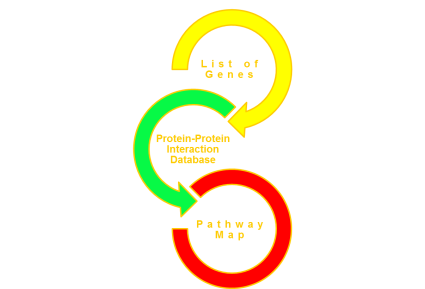 List of
Genes
Protein-Protein
Interaction
Database
Pathway
Map